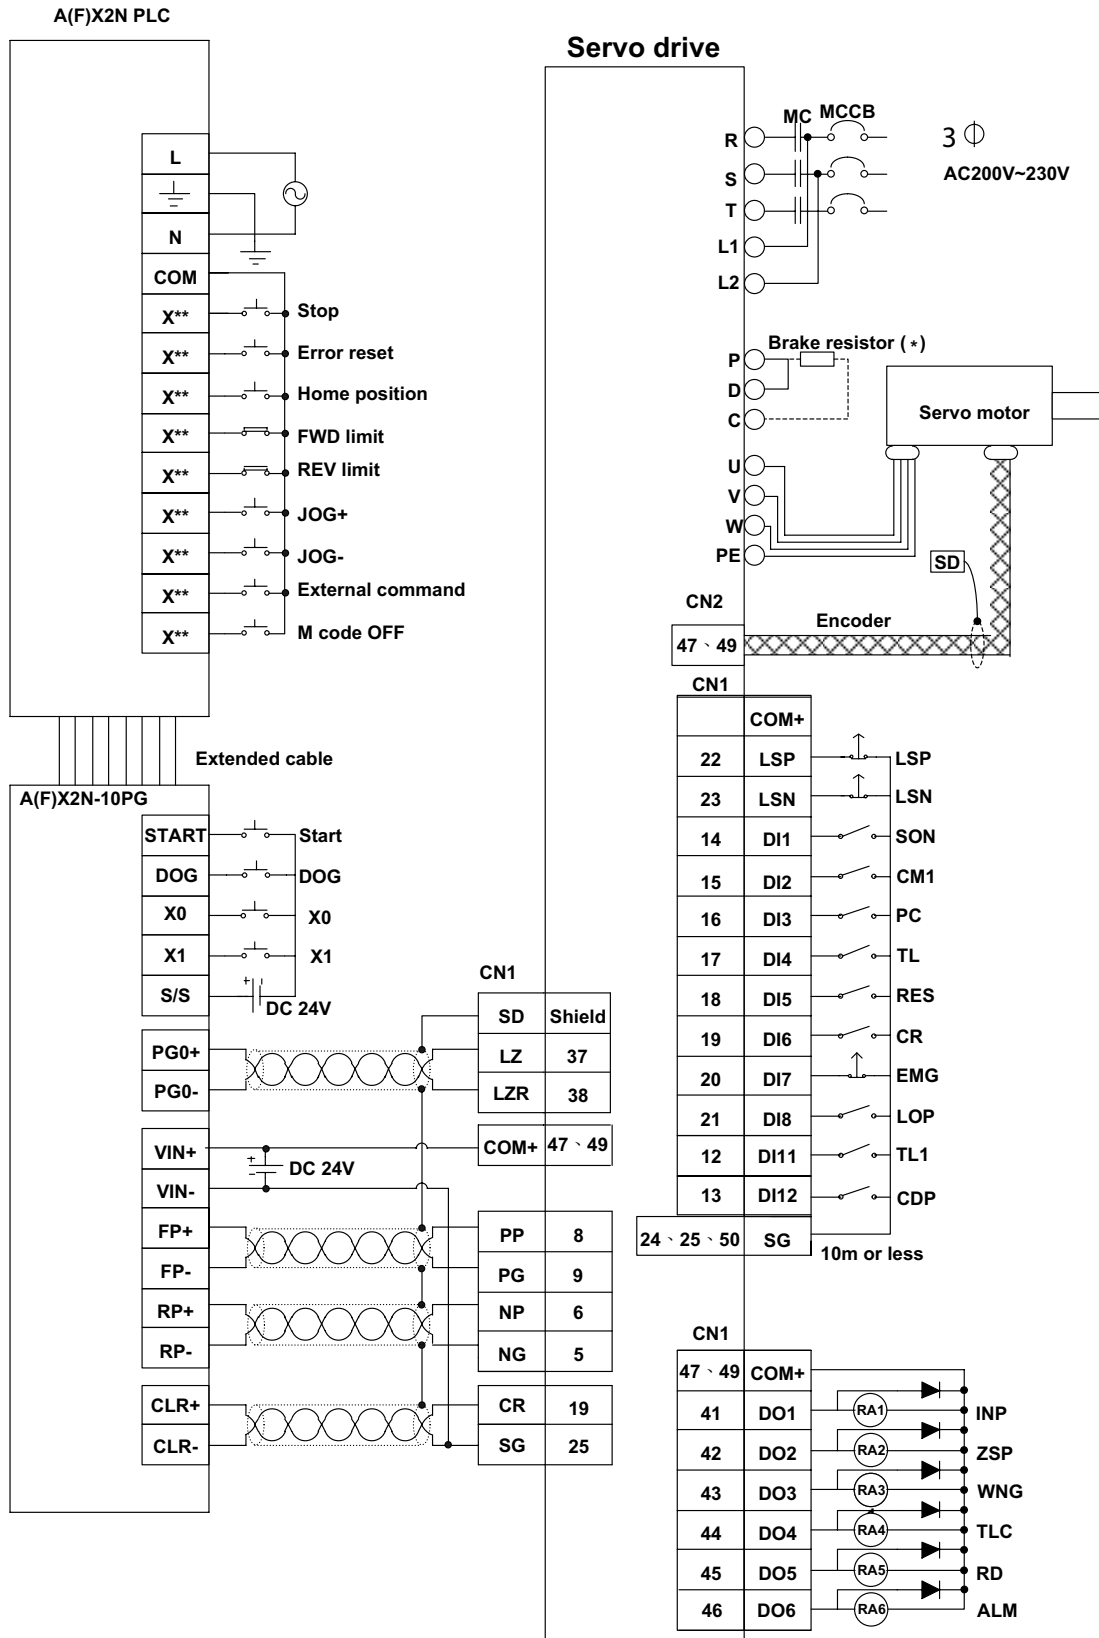 A(F)X2N PLC
L
N
COM
X** Stop
X** Error reset
X** Home position
X** FWD limit
X** REV limit
X** JOG+
X** JOG-
X** External command
X** M code OFF
Extended cable
A(F)X2N-10PG
START Start
DOG DOG
X0 X0
X1 X1
S/S + - DC 24V
PG0+
PG0-
VIN+
+ - DC 24V
VIN-
FP+
FP-
RP+
RP-
CLR+
CLR-
CN1
SD Shield
LZ 37
LZR 38
COM+ 47、49
PP 8
PG 9
NP 6
NG 5
CR 19
SG 25
Servo drive
MC MCCB
R
S
T
L1
L2
3 Φ
AC200V~230V
Brake resistor (*)
P
D
C
Servo motor
U
V
W
PE
SD
CN2
Encoder
47、49
CN1
COM+
22 LSP LSP
23 LSN LSN
14 DI1 SON
15 DI2 CM1
16 DI3 PC
17 DI4 TL
18 DI5 RES
19 DI6 CR
20 DI7 EMG
21 DI8 LOP
12 DI11 TL1
13 DI12 CDP
24、25、50 SG
10m or less
CN1
47、49 COM+
41 DO1 RA1 INP
42 DO2 RA2 ZSP
43 DO3 RA3 WNG
44 DO4 RA4 TLC
45 DO5 RA5 RD
46 DO6 RA6 ALM